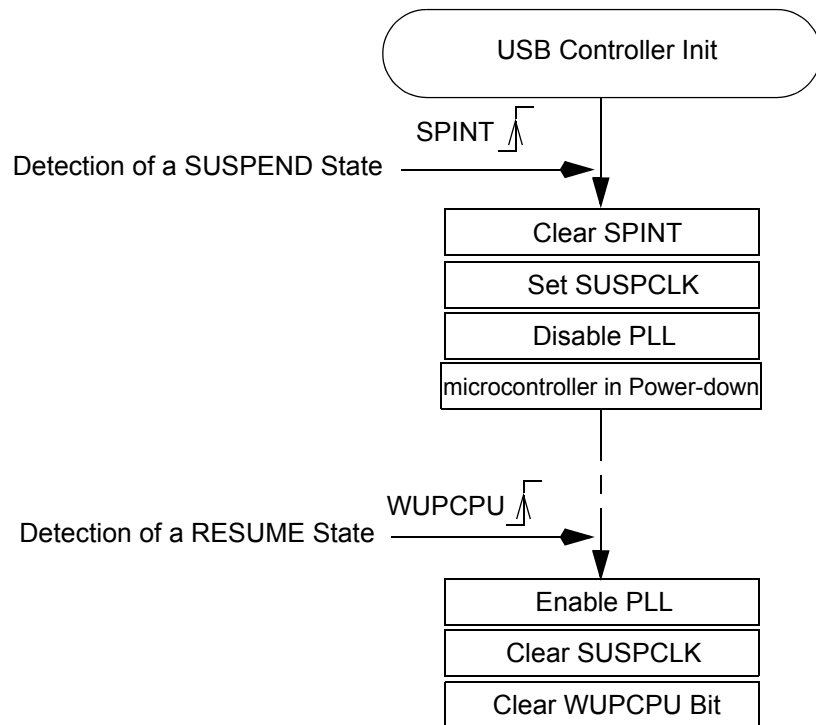 USB Controller Init
SPINT
Detection of a SUSPEND State
Clear SPINT
Set SUSPCLK
Disable PLL
microcontroller in Power-down
WUPCPU
Detection of a RESUME State
Enable PLL
Clear SUSPCLK
Clear WUPCPU Bit